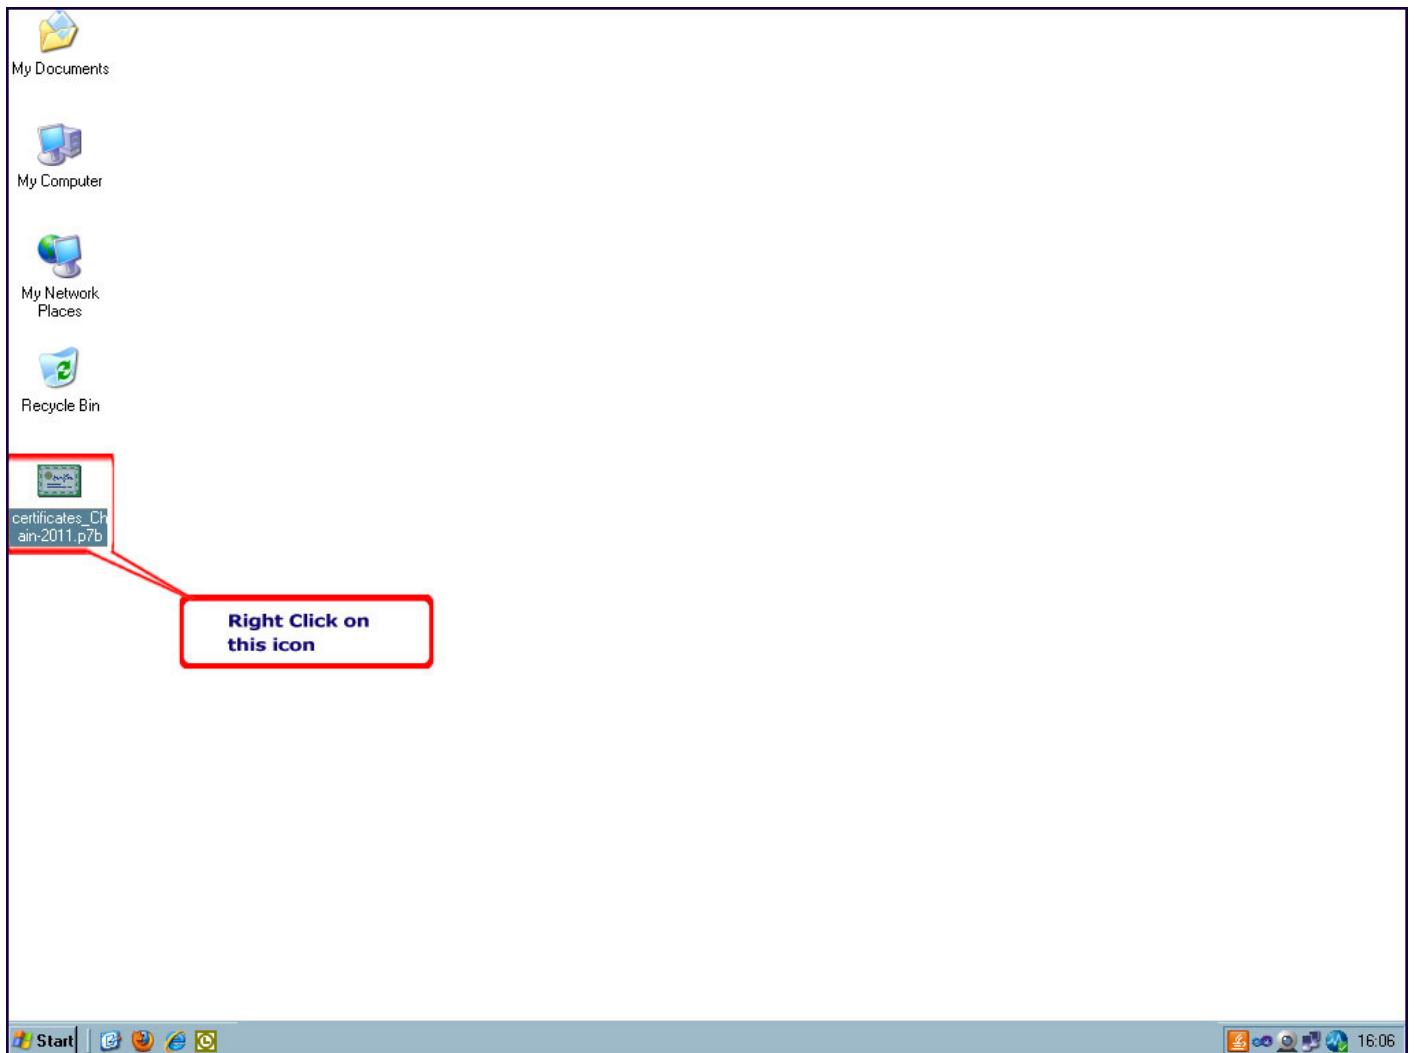 My Documents
My Computer
My Network
Places
Recycle Bin
certificates_Ch
ain-2011.p7b
Right Click on
this icon
Start
16:06